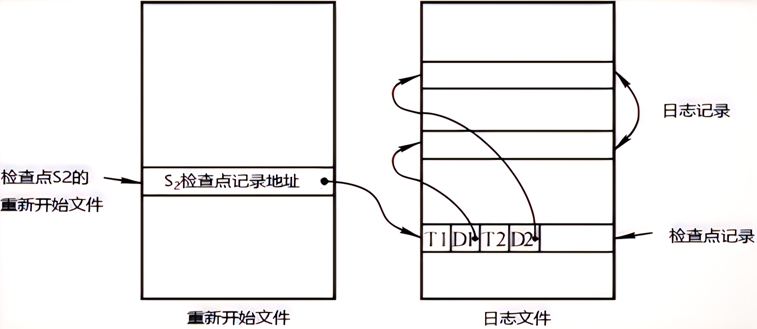 日志记录
检查点S2的
重新开始文件
S₂检查点记录地址
T1 D1 T2 D2
检查点记录
重新开始文件
日志文件